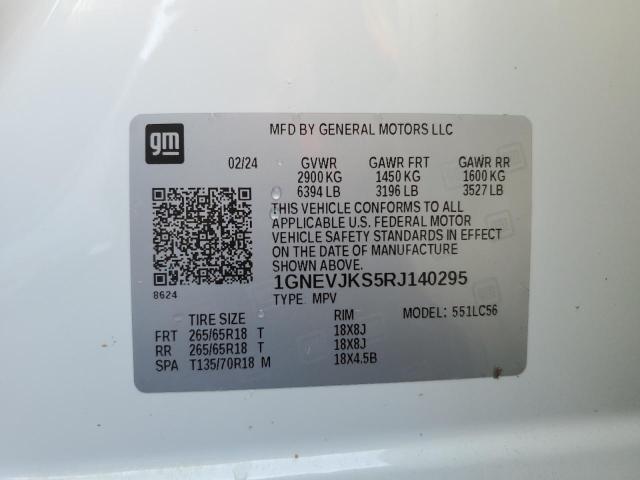 gm
MFD BY GENERAL MOTORS LLC
02/24 GVWR GAWR FRT GAWR RR
2900 KG 1450 KG 1600 KG
6394 LB 3196 LB 3527 LB
THIS VEHICLE CONFORMS TO ALL
APPLICABLE U.S. FEDERAL MOTOR
VEHICLE SAFETY STANDARDS IN EFFECT
ON THE DATE OF MANUFACTURE
SHOWN ABOVE.
1GNEVJKS5RJ140295
8624
TYPE MPV MODEL: 551LC56
TIRE SIZE RIM
FRT 265/65R18 T 18X8J
RR 265/65R18 T 18X8J
SPA T135/70R18 M 18X4.5B